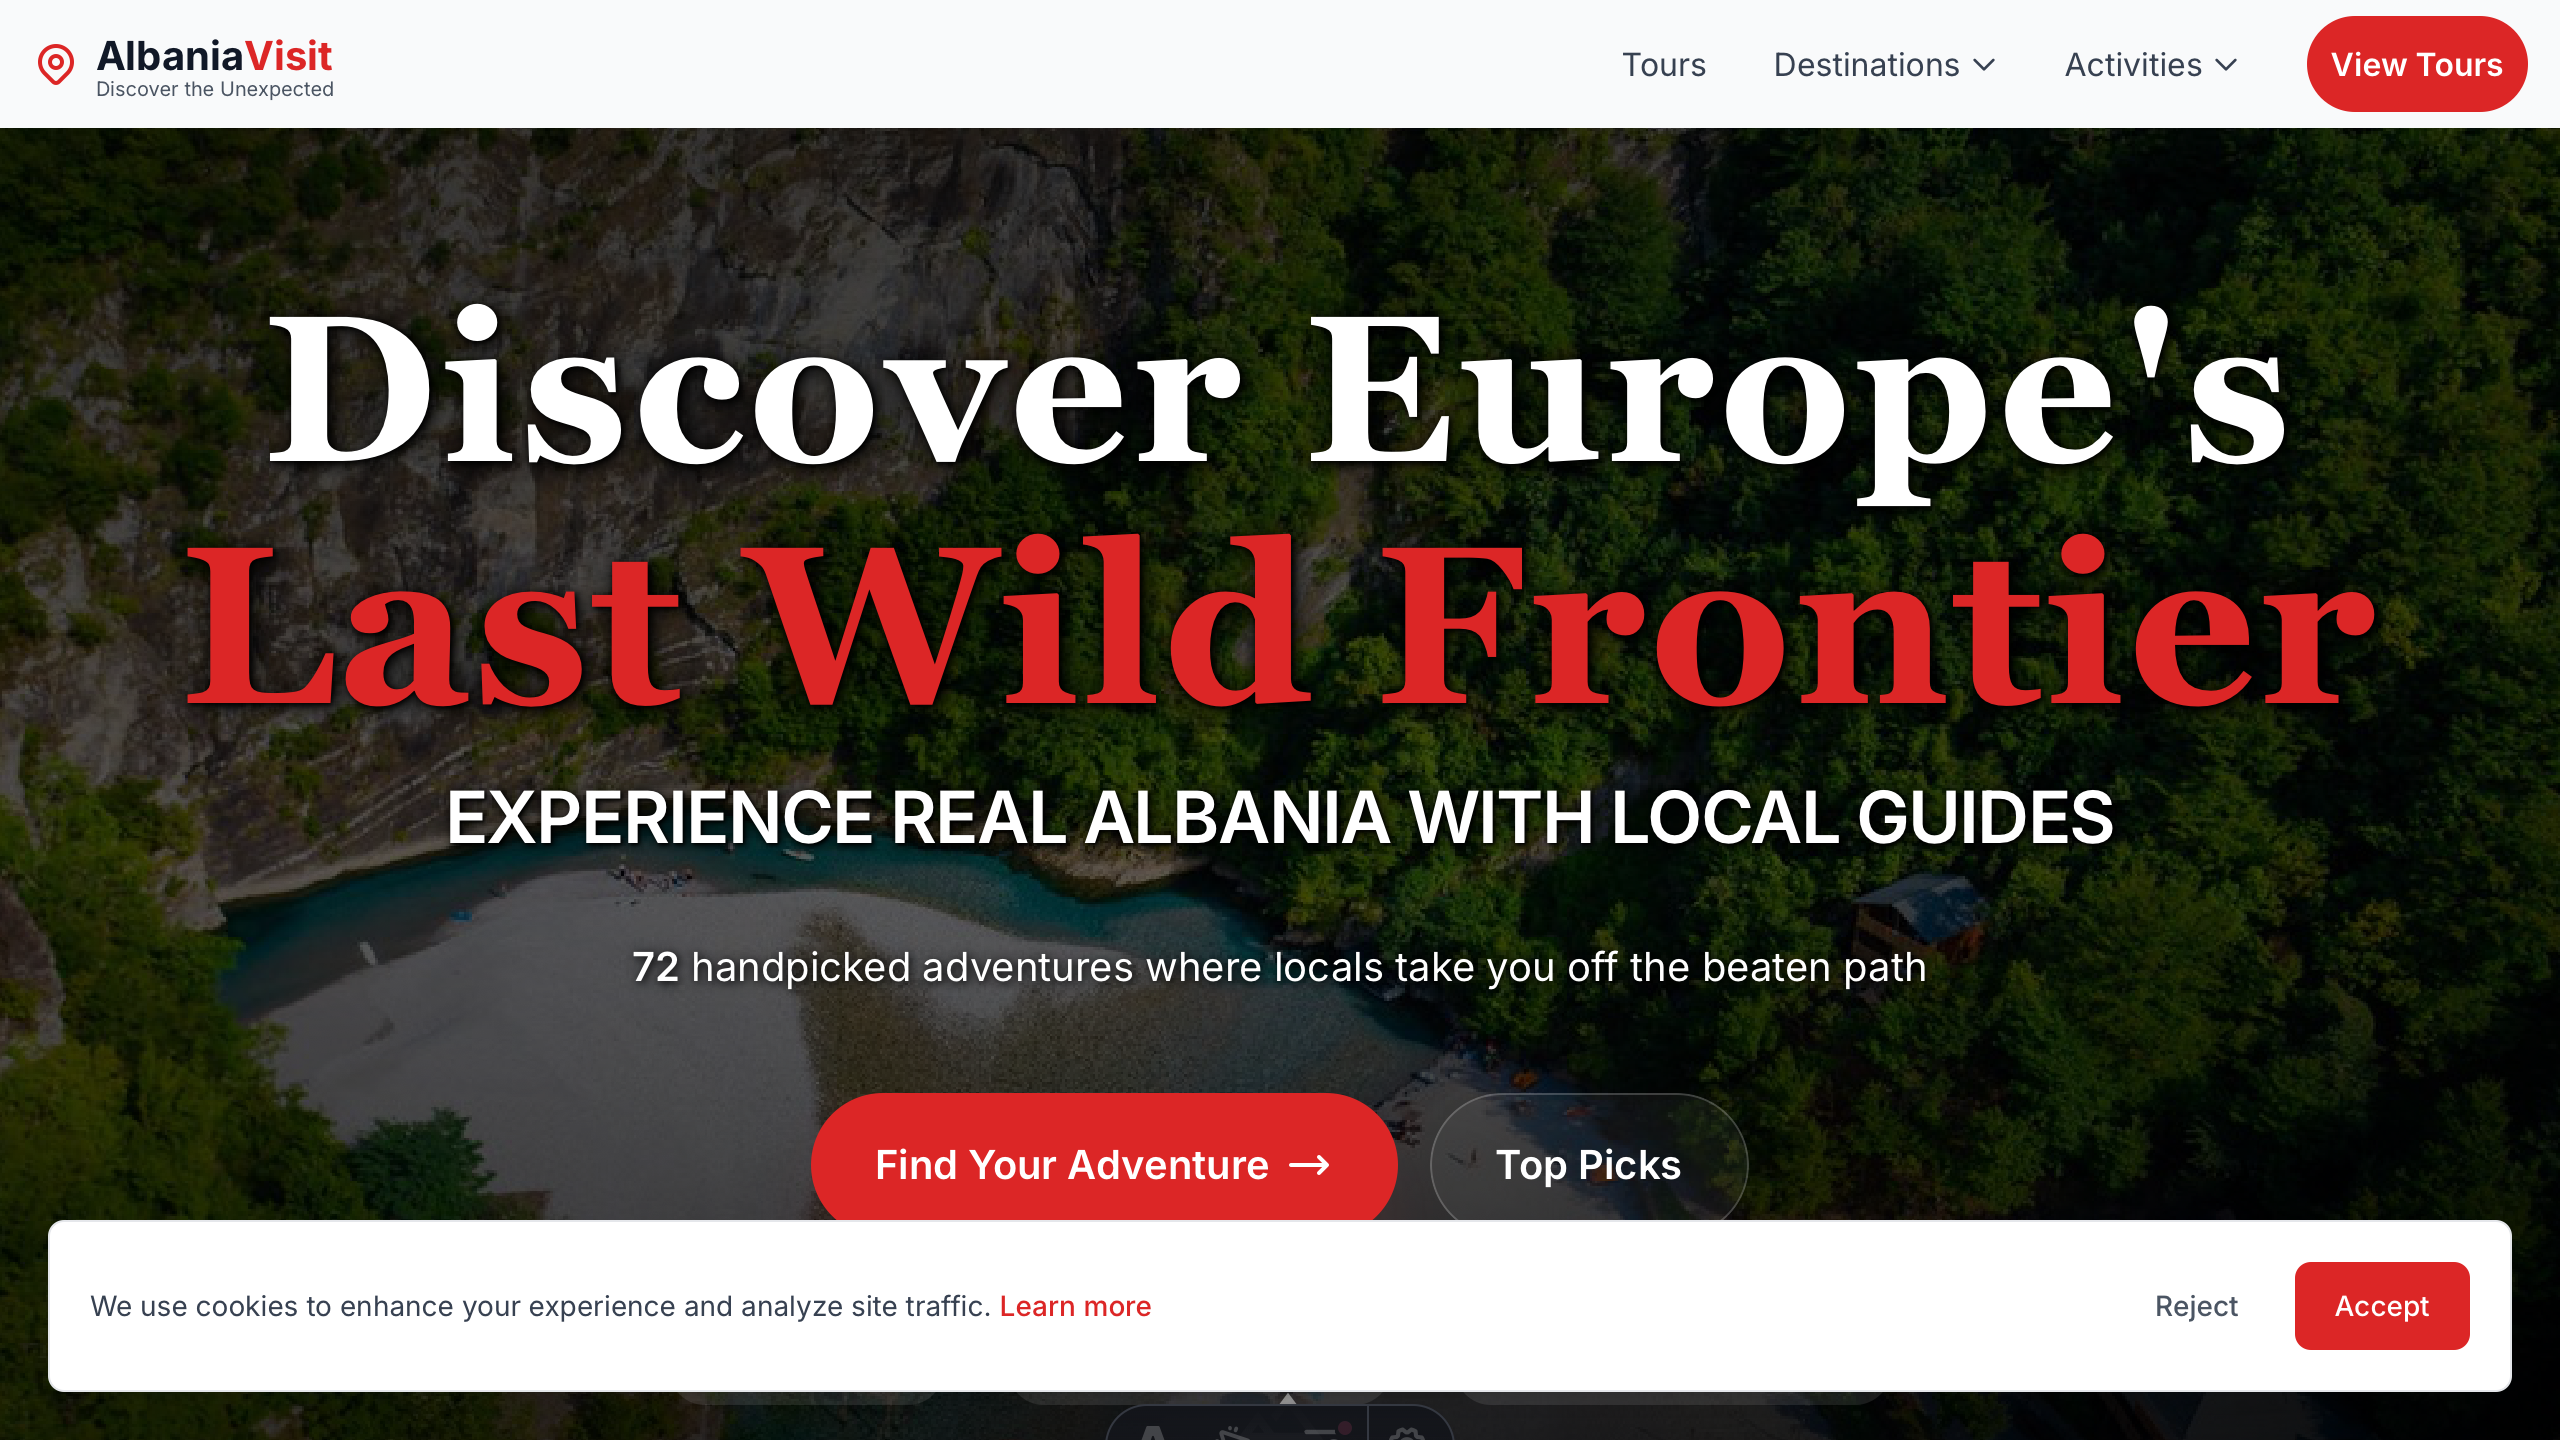 AlbaniaVisit
Discover the Unexpected
Tours
Destinations
Activities
View Tours
Discover Europe's
Last Wild Frontier
EXPERIENCE REAL ALBANIA WITH LOCAL GUIDES
72 handpicked adventures where locals take you off the beaten path
Find Your Adventure →
Top Picks
We use cookies to enhance your experience and analyze site traffic. Learn more
Reject
Accept